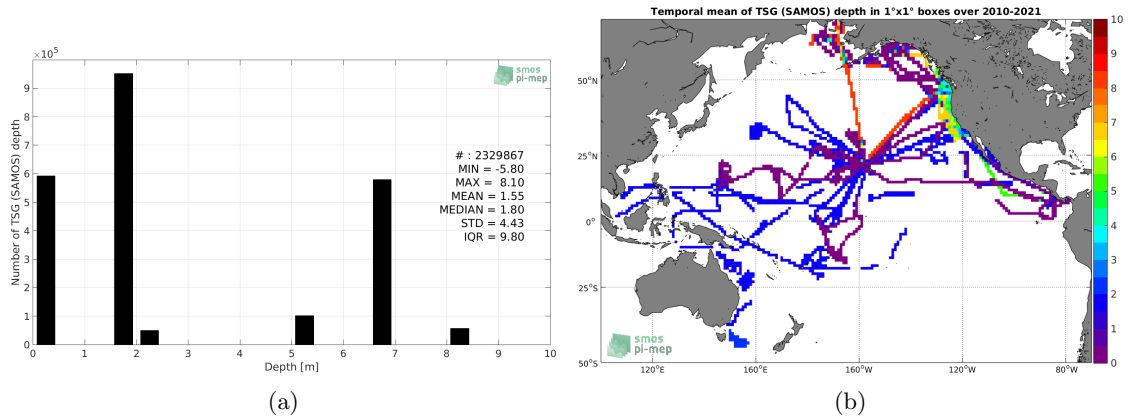 ×10⁵
9
8
7
6
5
4
3
2
1
0
Number of TSG (SAMOS) depth
smos
pi-mep
# : 2329867
MIN = -5.80
MAX = 8.10
MEAN = 1.55
MEDIAN = 1.80
STD = 4.43
IQR = 9.80
0 1 2 3 4 5 6 7 8 9 10
Depth [m]
(a)
Temporal mean of TSG (SAMOS) depth in 1°x1° boxes over 2010-2021
50°N
25°N
0°
25°S
50°S
smos
pi-mep
120°E 160°E 160°W 120°W 80°W
10
9
8
7
6
5
4
3
2
1
0
(b)